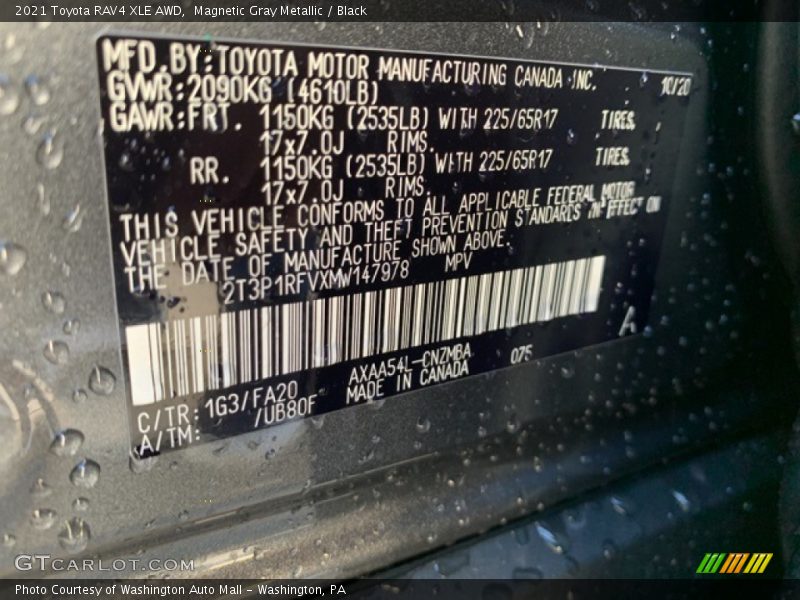 2021 Toyota RAV4 XLE AWD,  Magnetic Gray Metallic / Black
MFD.BY:TOYOTA MOTOR MANUFACTURING CANADA INC. 10/20
GVWR:2090KG (4610LB)
GAWR:FRT. 1150KG (2535LB) WITH 225/65R17 TIRES,
17x7.0J RIMS.
RR. 1150KG (2535LB) WITH 225/65R17 TIRES,
17x7.0J RIMS.
THIS VEHICLE CONFORMS TO ALL APPLICABLE FEDERAL MOTOR
VEHICLE SAFETY AND THEFT PREVENTION STANDARDS IN EFFECT ON
THE DATE OF MANUFACTURE SHOWN ABOVE.
2T3P1RFVXMW147978 MPV
A
C/TR: 1G3/FA20 AXAA54L-CNZMBA 075
A/TM: /UB80F MADE IN CANADA
GTCARLOT.COM
Photo Courtesy of Washington Auto Mall - Washington, PA